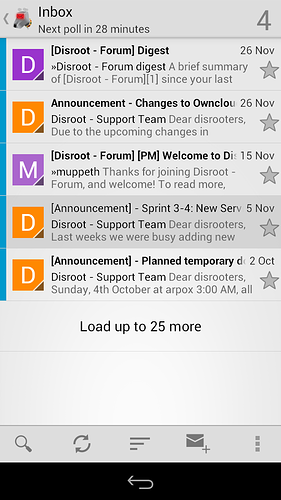 Inbox
Next poll in 28 minutes
4
D
[Disroot - Forum] Digest 26 Nov
»Disroot - Forum digest A brief summary
of [Disroot - Forum][1] since your last
D
Announcement - Changes to Ownclou 26 Nov
Disroot - Support Team Dear disrooters,
Due to the upcoming changes in
M
[Disroot - Forum] [PM] Welcome to Dis 15 Nov
»muppeth Thanks for joining Disroot -
Forum, and welcome! To read more,
D
[Announcement] - Sprint 3-4: New Serv 5 Nov
Disroot - Support Team Dear disrooters,
Last weeks we were busy adding new
D
[Announcement] - Planned temporary d 2 Oct
Disroot - Support Team Dear disrooters,
Sunday, 4th October at arpox 3:00 AM, all
Load up to 25 more